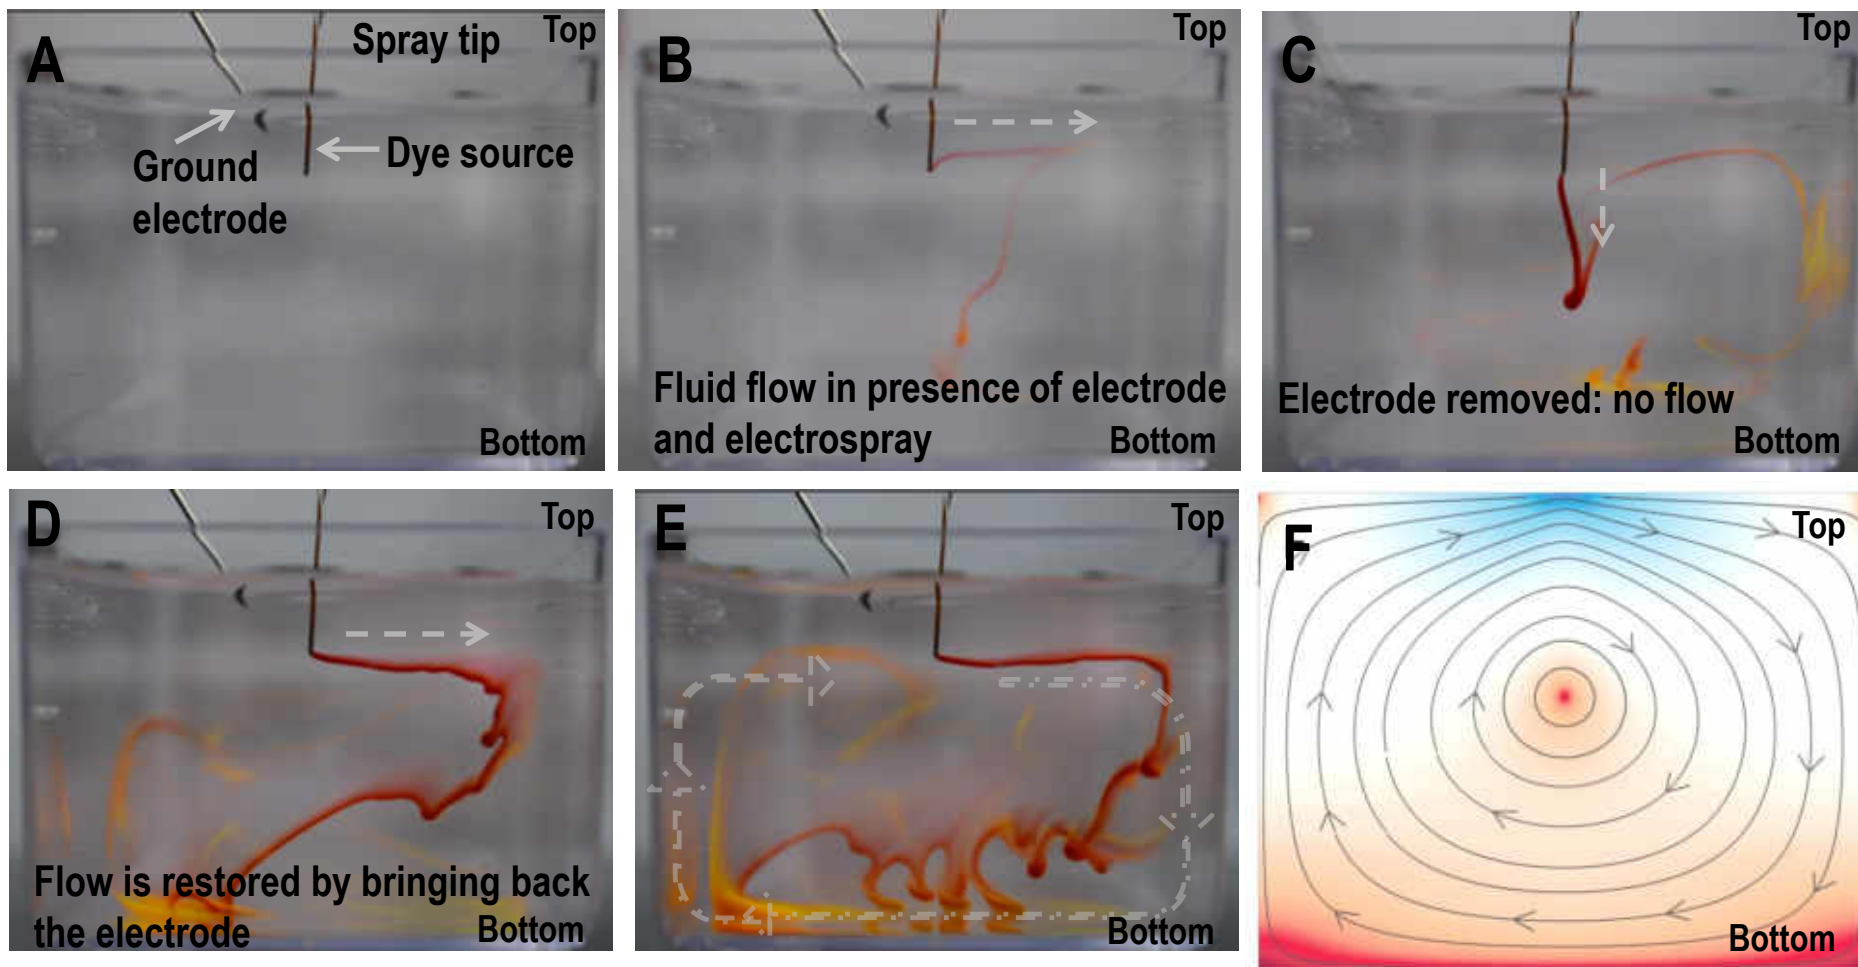 A
Spray tip
Top
Ground
electrode
Dye source
Bottom
B
Top
Fluid flow in presence of electrode
and electrospray
Bottom
C
Top
Electrode removed: no flow
Bottom
D
Top
Flow is restored by bringing back
the electrode
Bottom
E
Top
Bottom
F
Top
Bottom